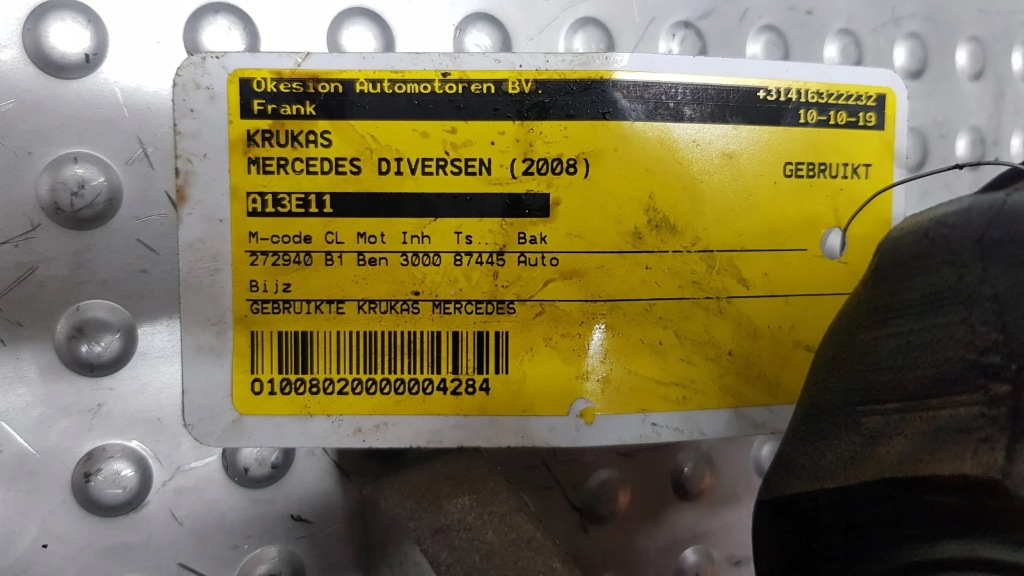 Okesion Automotoren BV. +31416322232
Frank 10-10-19
KRUKAS
MERCEDES DIVERSEN (2008) GEBRUIKT
A13E11
M-code CL Mot Inh Ts... Bak
272940 B1 Ben 3000 87445 Auto
Bijz
GEBRUIKTE KRUKAS MERCEDES
O10080200000004284